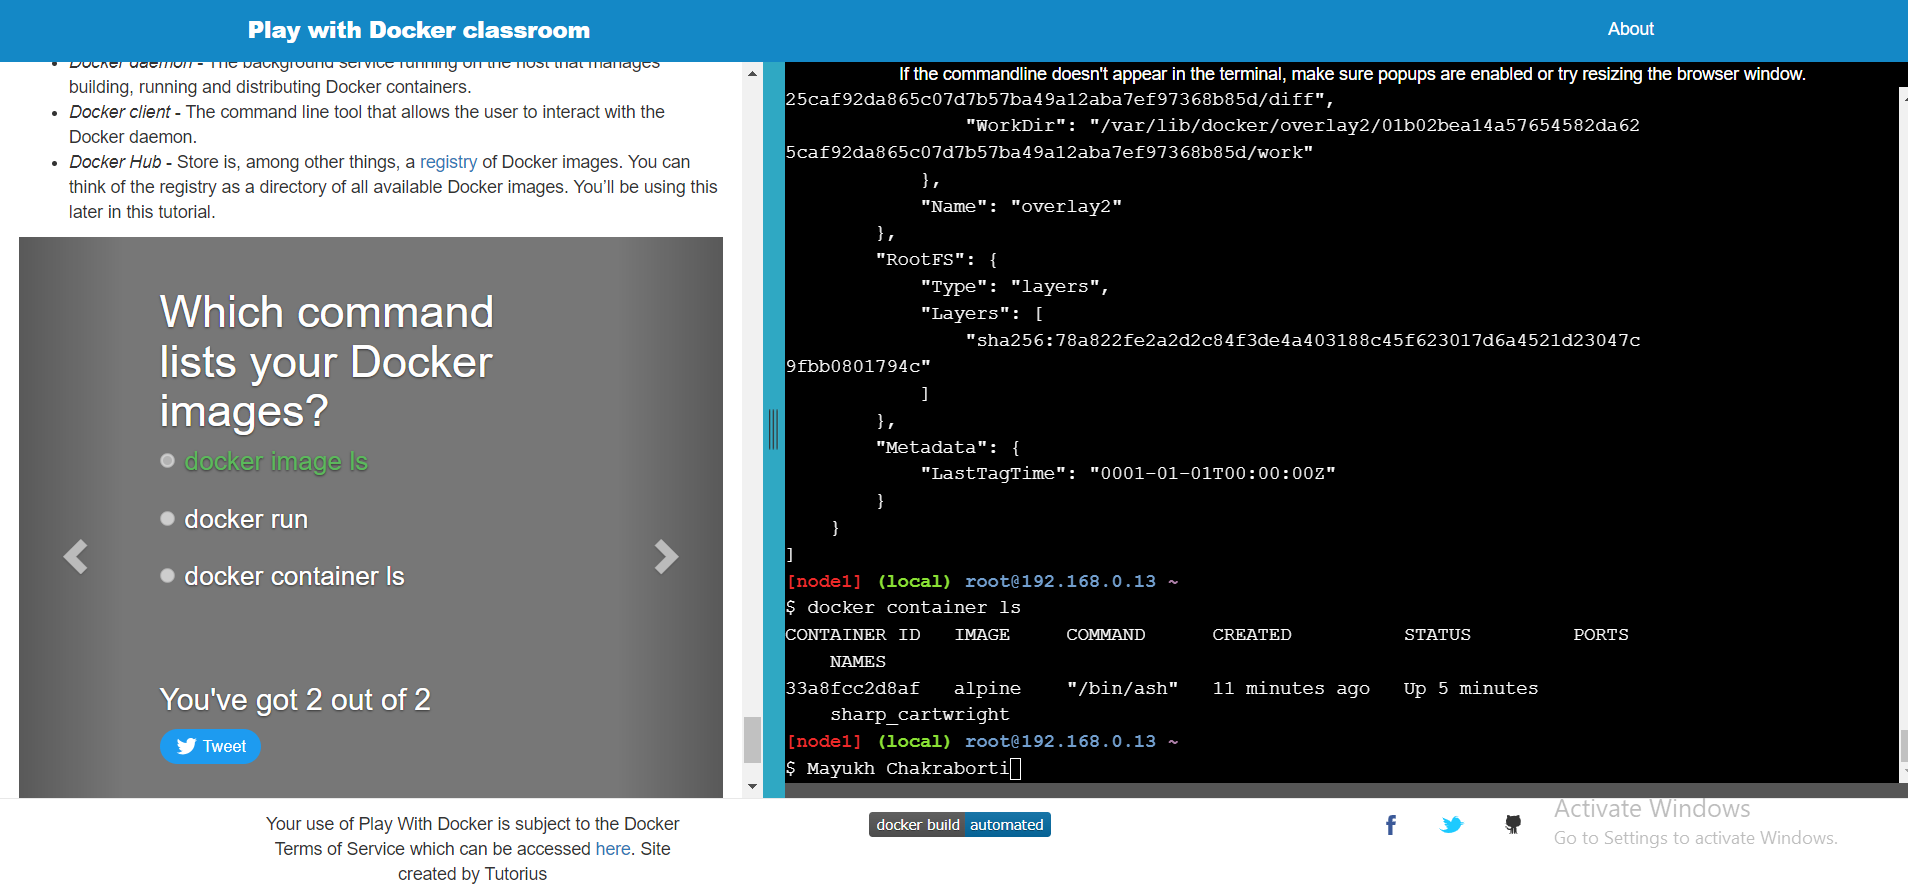 Play with Docker classroom
About
Docker daemon - The background service running on the host that manages
building, running and distributing Docker containers.
Docker client - The command line tool that allows the user to interact with the
Docker daemon.
Docker Hub - Store is, among other things, a registry of Docker images. You can
think of the registry as a directory of all available Docker images. You’ll be using this
later in this tutorial.
Which command
lists your Docker
images?
docker image ls
docker run
docker container ls
You've got 2 out of 2
Tweet
If the commandline doesn't appear in the terminal, make sure popups are enabled or try resizing the browser window.
25caf92da865c07d7b57ba49a12aba7ef97368b85d/diff",
"WorkDir": "/var/lib/docker/overlay2/01b02bea14a57654582da62
5caf92da865c07d7b57ba49a12aba7ef97368b85d/work"
},
"Name": "overlay2"
},
"RootFS": {
"Type": "layers",
"Layers": [
"sha256:78a822fe2a2d2c84f3de4a403188c45f623017d6a4521d23047c
9fbb0801794c"
]
},
"Metadata": {
"LastTagTime": "0001-01-01T00:00:00Z"
}
}
]
[node1] (local) root@192.168.0.13 ~
$ docker container ls
CONTAINER ID IMAGE COMMAND CREATED STATUS PORTS
NAMES
33a8fcc2d8af alpine "/bin/ash" 11 minutes ago Up 5 minutes
sharp_cartwright
[node1] (local) root@192.168.0.13 ~
$ Mayukh Chakraborti
Your use of Play With Docker is subject to the Docker
Terms of Service which can be accessed here. Site
created by Tutorius
docker build automated
Activate Windows
Go to Settings to activate Windows.